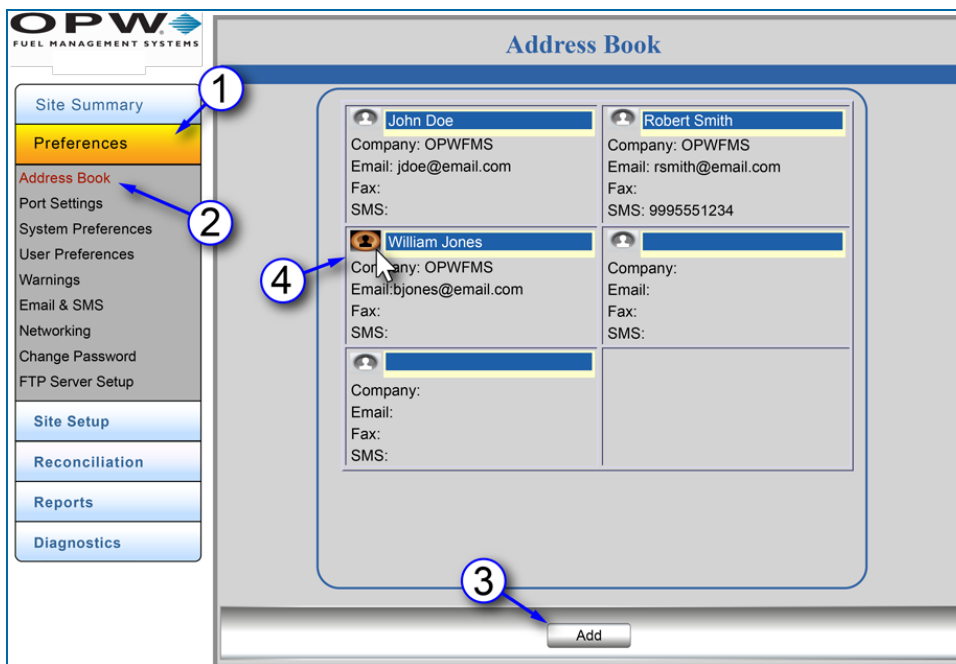 OPW
FUEL MANAGEMENT SYSTEMS
Address Book
1
Site Summary
Preferences
Address Book
2
Port Settings
System Preferences
User Preferences
Warnings
Email & SMS
Networking
Change Password
FTP Server Setup
Site Setup
Reconciliation
Reports
Diagnostics
John Doe
Company: OPWFMS
Email: jdoe@email.com
Fax:
SMS:
Robert Smith
Company: OPWFMS
Email: rsmith@email.com
Fax:
SMS: 9995551234
4
William Jones
Company: OPWFMS
Email:bjones@email.com
Fax:
SMS:
Company:
Email:
Fax:
SMS:
Company:
Email:
Fax:
SMS:
3
Add